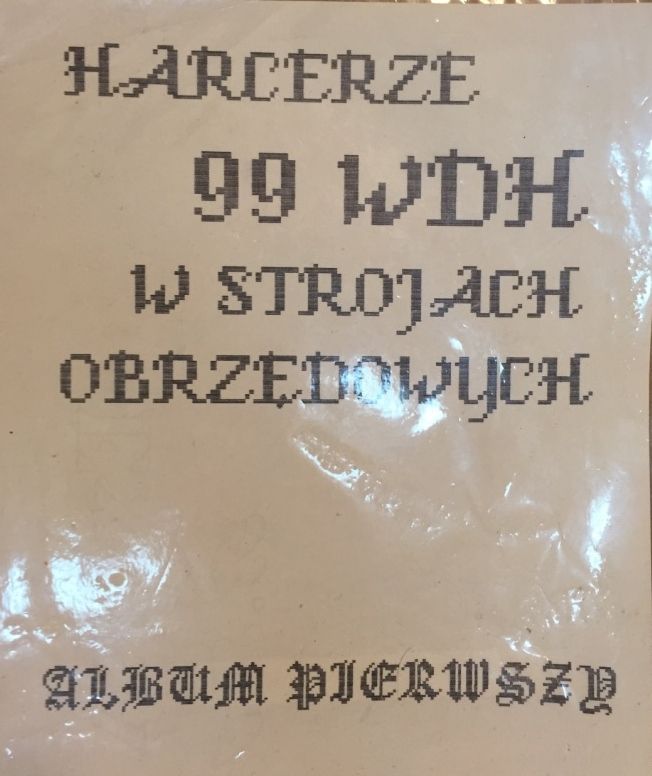 HARCERZE
99 WDH
W STROJACH
OBRZĘDOWYCH
ALBUM PIERWSZY